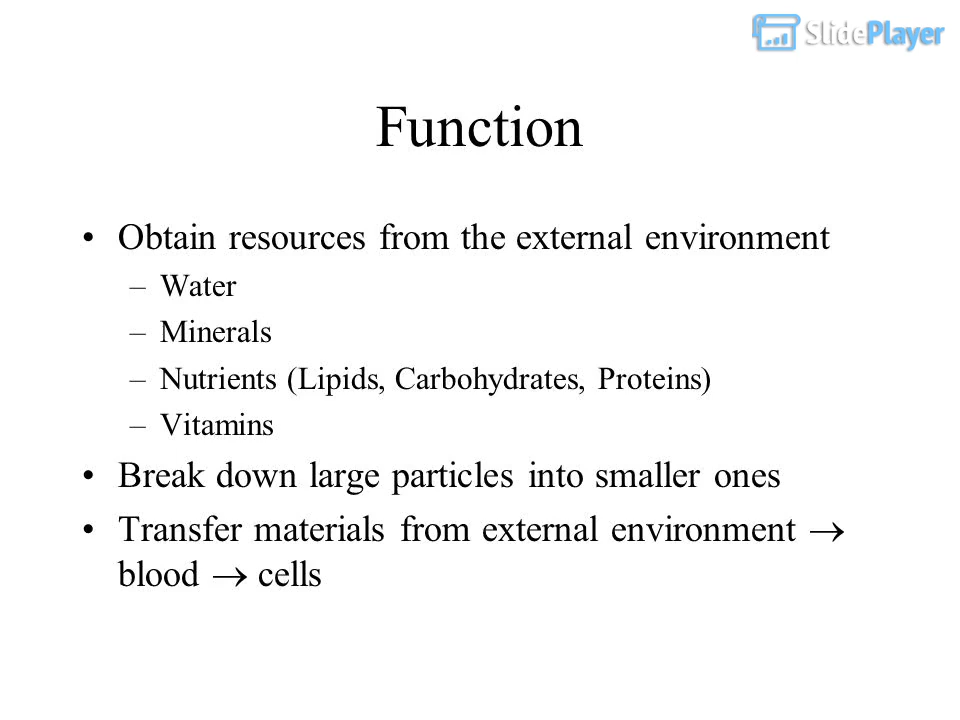 SlidePlayer
Function
• Obtain resources from the external environment
– Water
– Minerals
– Nutrients (Lipids, Carbohydrates, Proteins)
– Vitamins
• Break down large particles into smaller ones
• Transfer materials from external environment →
blood → cells